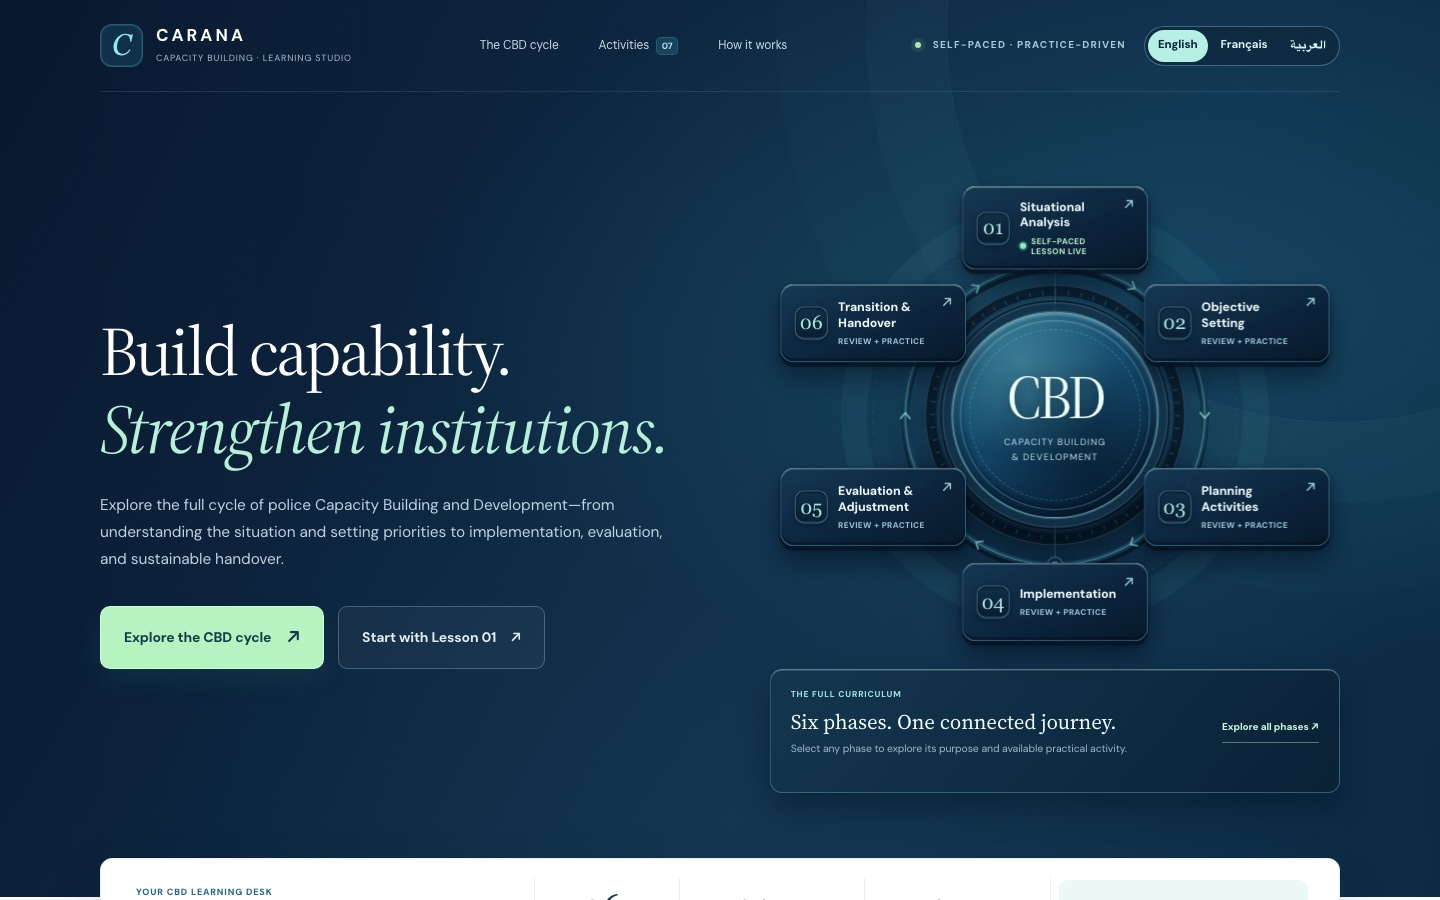 C
CARANA
CAPACITY BUILDING · LEARNING STUDIO
The CBD cycle
Activities 07
How it works
SELF-PACED · PRACTICE-DRIVEN
English
Français
العربية
Build capability.
Strengthen institutions.
Explore the full cycle of police Capacity Building and Development—from
understanding the situation and setting priorities to implementation, evaluation,
and sustainable handover.
Explore the CBD cycle
Start with Lesson 01
01
Situational
Analysis
SELF-PACED
LESSON LIVE
06
Transition &
Handover
REVIEW + PRACTICE
02
Objective
Setting
REVIEW + PRACTICE
CBD
CAPACITY BUILDING
& DEVELOPMENT
05
Evaluation &
Adjustment
REVIEW + PRACTICE
03
Planning
Activities
REVIEW + PRACTICE
04
Implementation
REVIEW + PRACTICE
THE FULL CURRICULUM
Six phases. One connected journey.
Select any phase to explore its purpose and available practical activity.
Explore all phases
YOUR CBD LEARNING DESK